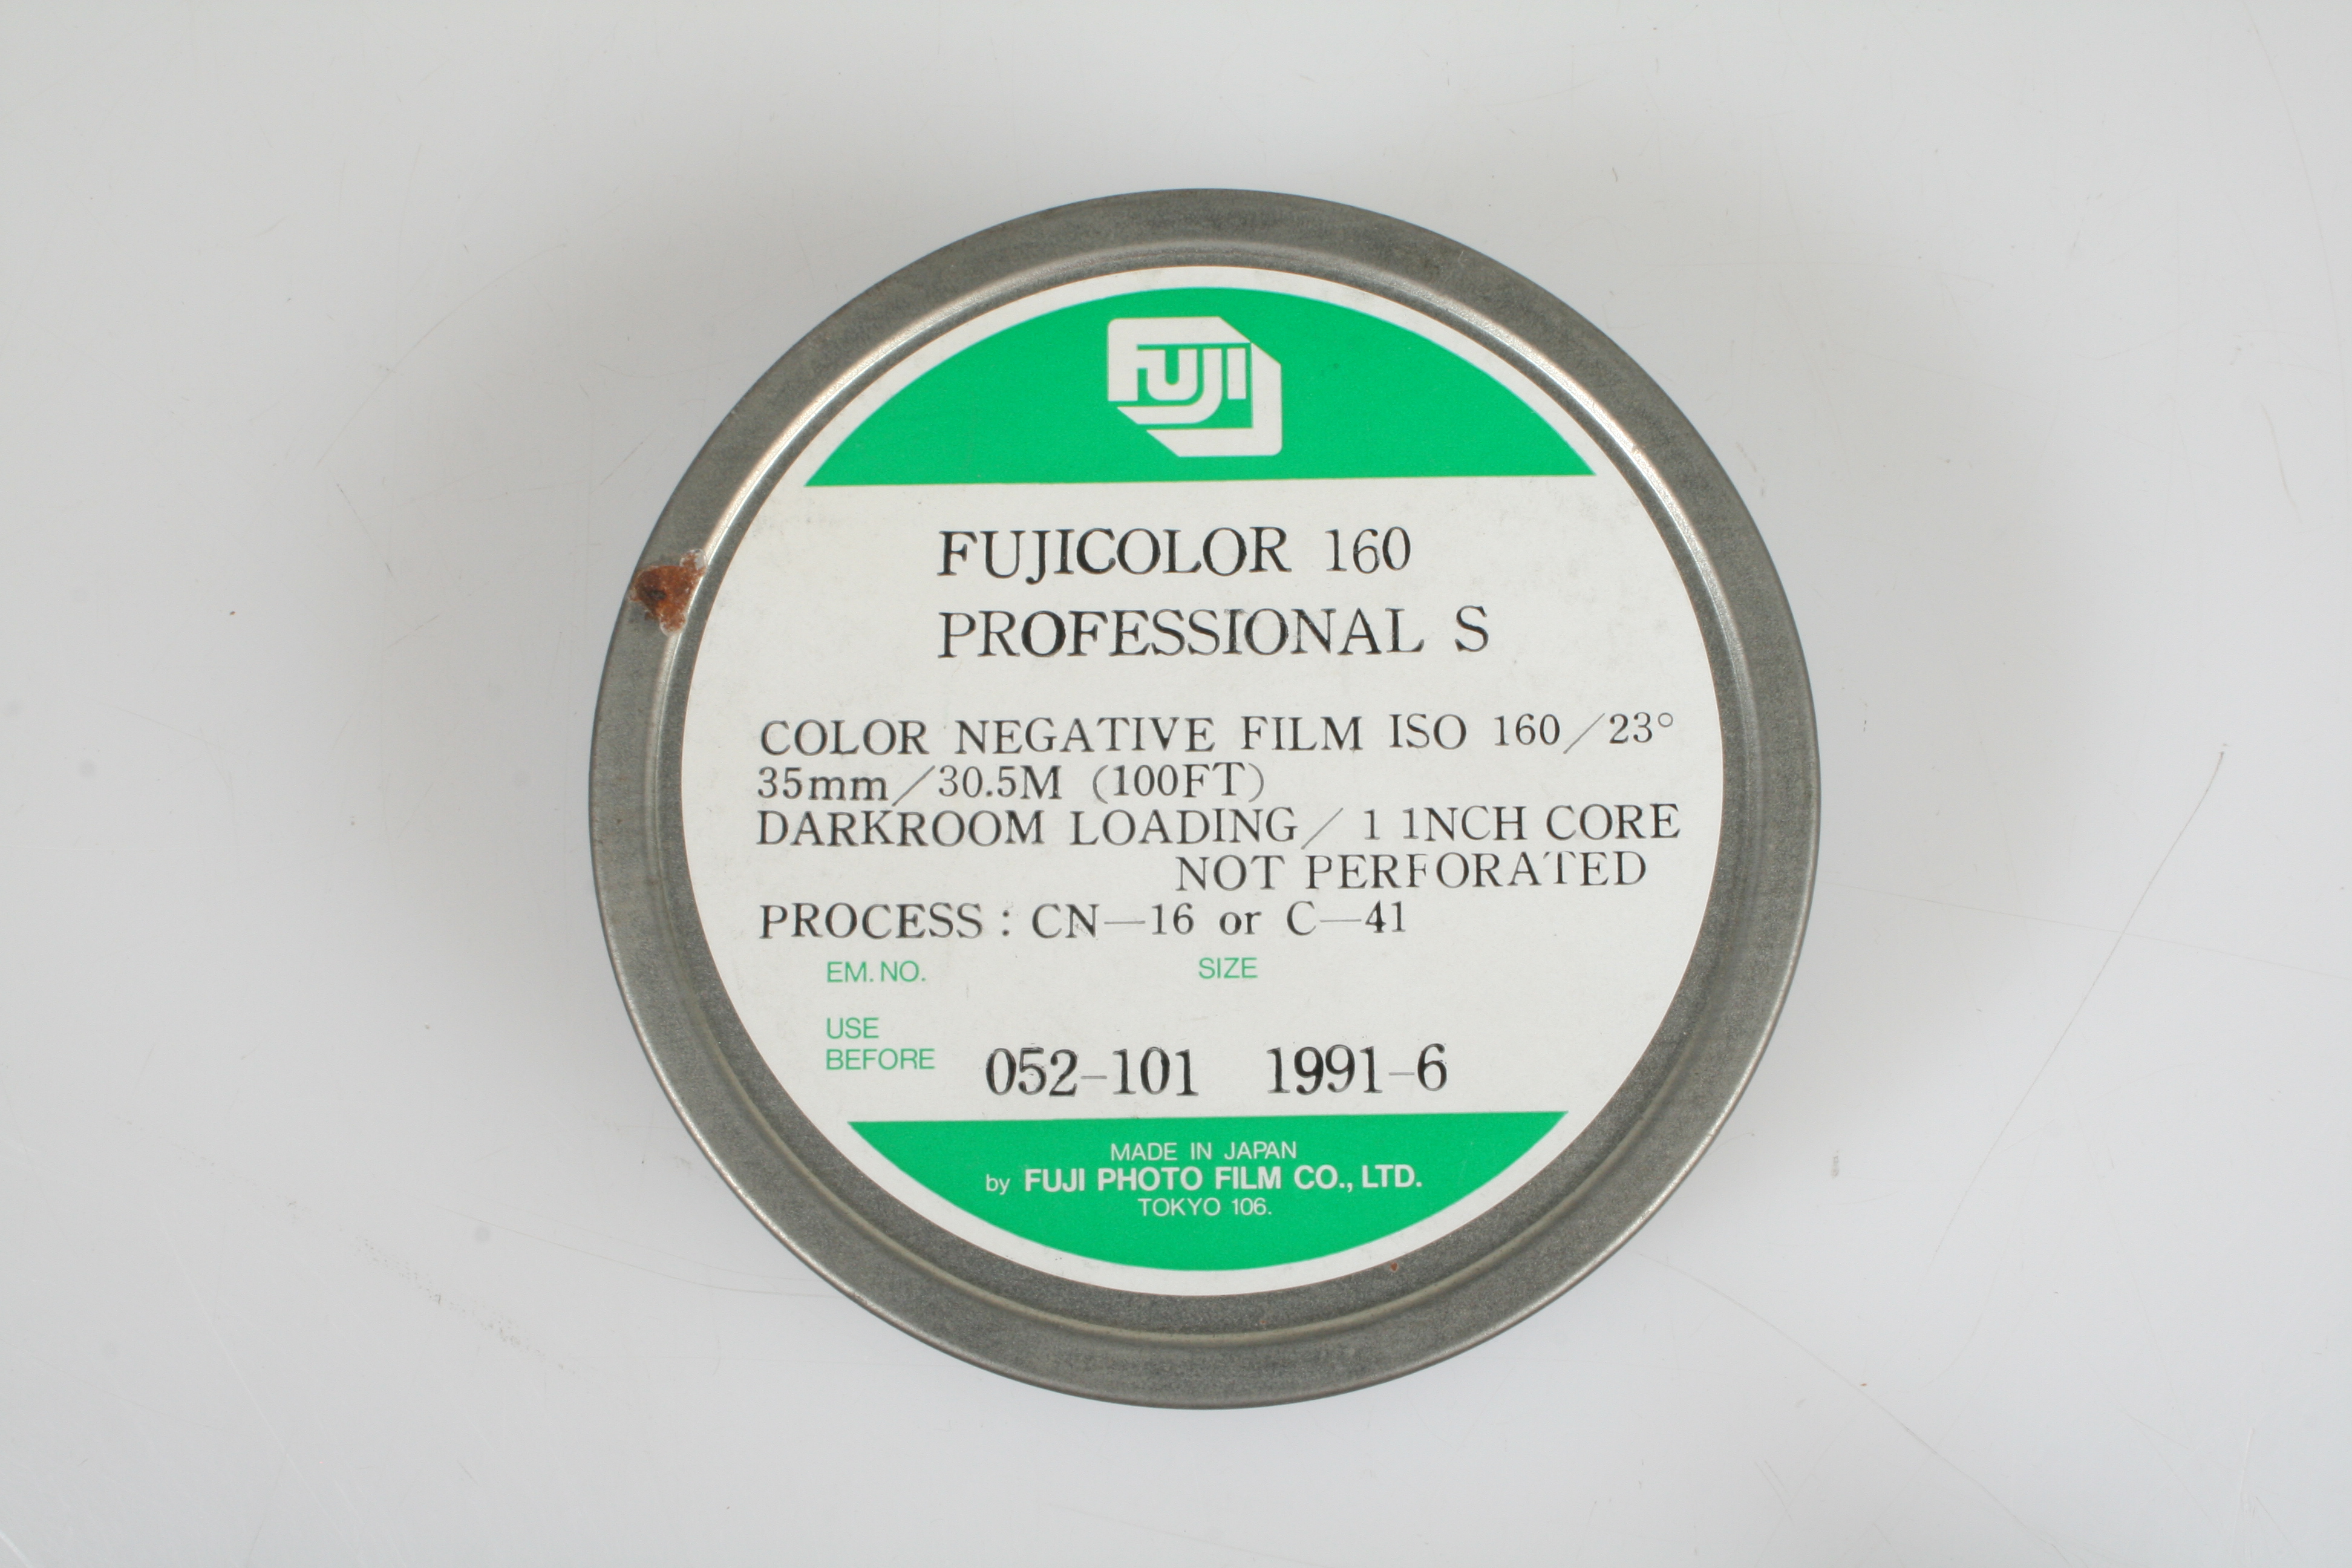 FUJI
FUJICOLOR 160
PROFESSIONAL S
COLOR NEGATIVE FILM ISO 160/23°
35mm/30.5M (100FT)
DARKROOM LOADING/ 1 1NCH CORE
NOT PERFORATED
PROCESS : CN—16 or C—41
EM. NO. SIZE
USE
BEFORE 052-101 1991-6
MADE IN JAPAN
by FUJI PHOTO FILM CO., LTD.
TOKYO 106.